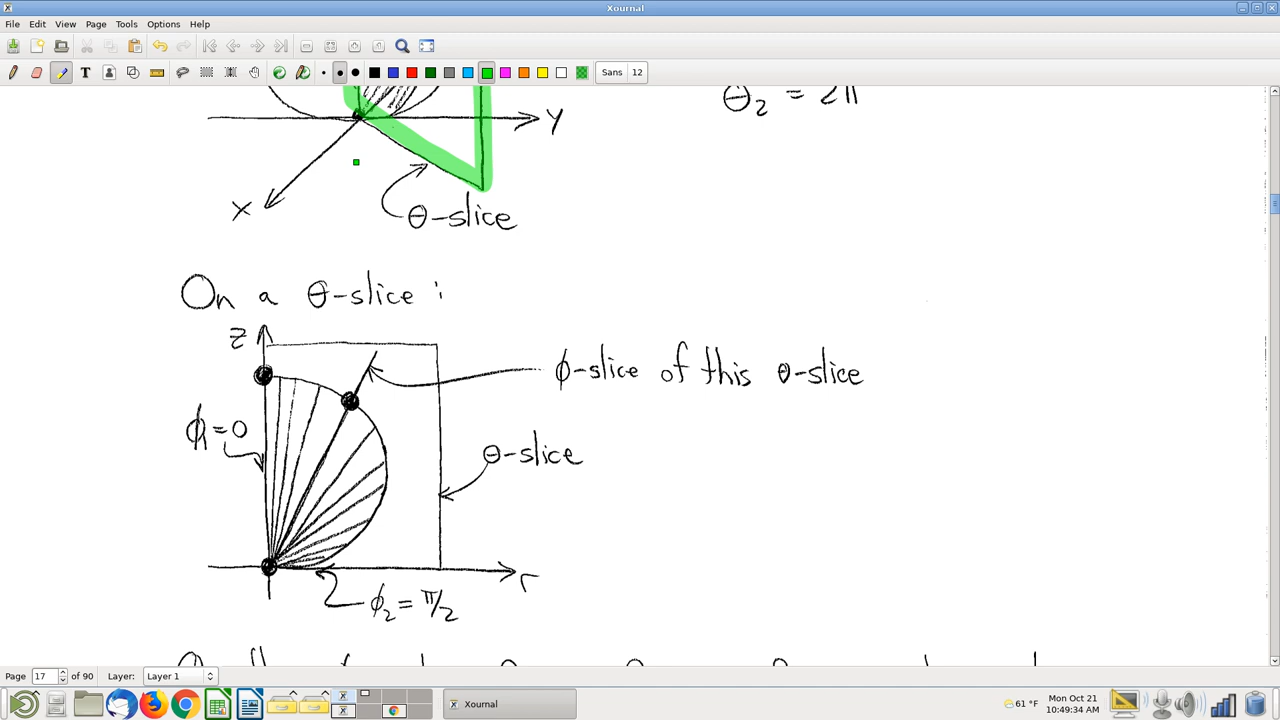 Xournal
File Edit View Page Tools Options Help
Sans 12
θ₂ = 2π
y
x
θ-slice
On a θ-slice :
z
ϕ-slice of this θ-slice
ϕ₁=0
θ-slice
r
ϕ₂ = π/2
Page 17 of 90 Layer: Layer 1
Xournal
61 °F
Mon Oct 21
10:49:34 AM